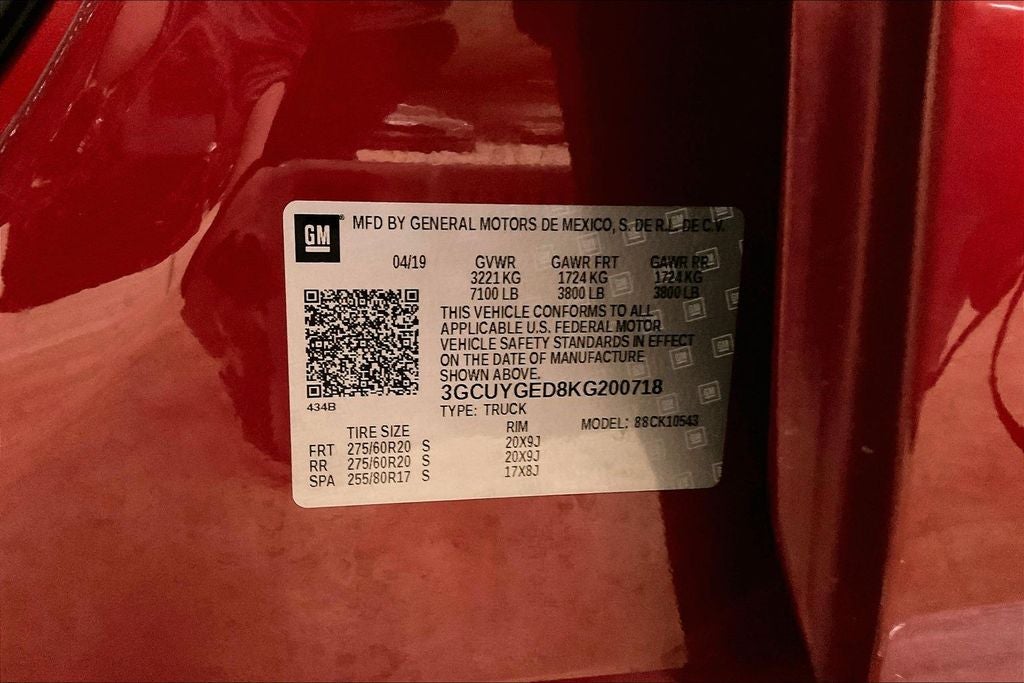 GM MFD BY GENERAL MOTORS DE MEXICO, S. DE R.L. DE C.V.
04/19 GVWR GAWR FRT GAWR RR
3221 KG 1724 KG 1724 KG
7100 LB 3800 LB 3800 LB
THIS VEHICLE CONFORMS TO ALL
APPLICABLE U.S. FEDERAL MOTOR
VEHICLE SAFETY STANDARDS IN EFFECT
ON THE DATE OF MANUFACTURE
SHOWN ABOVE.
3GCUYGED8KG200718
434B
TYPE: TRUCK
TIRE SIZE RIM MODEL: 88CK10543
FRT 275/60R20 S 20X9J
RR 275/60R20 S 20X9J
SPA 255/80R17 S 17X8J